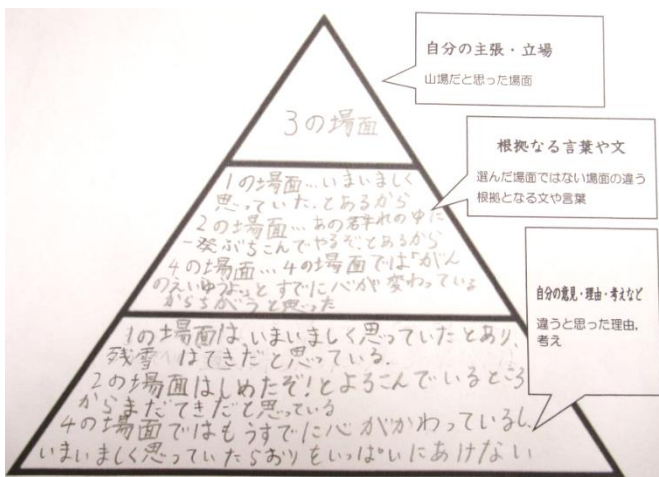 自分の主張・立場
山場だと思った場面
3の場面
根拠なる言葉や文
選んだ場面ではない場面の違う
根拠となる文や言葉
1の場面…いまいましく
思っていた。とあるから
2の場面…あの群れの中に
一発ぶちこんでやるぞ。とあるから
4の場面…4の場面では「がん
のえいゆうよ」とすでに心が変わっている
からちがうと思った
自分の意見・理由・考えなど
違うと思った理由,
考え
1の場面は、いまいましく思っていたとあり、
残雪 はてきだと思っている。
2の場面はしめたぞ!とよろこんでいるところ
からまだてきだと思っている
4の場面ではもうすでに心がかわっているし、
いまいましく思っていたらおりをいっぱいにあけない